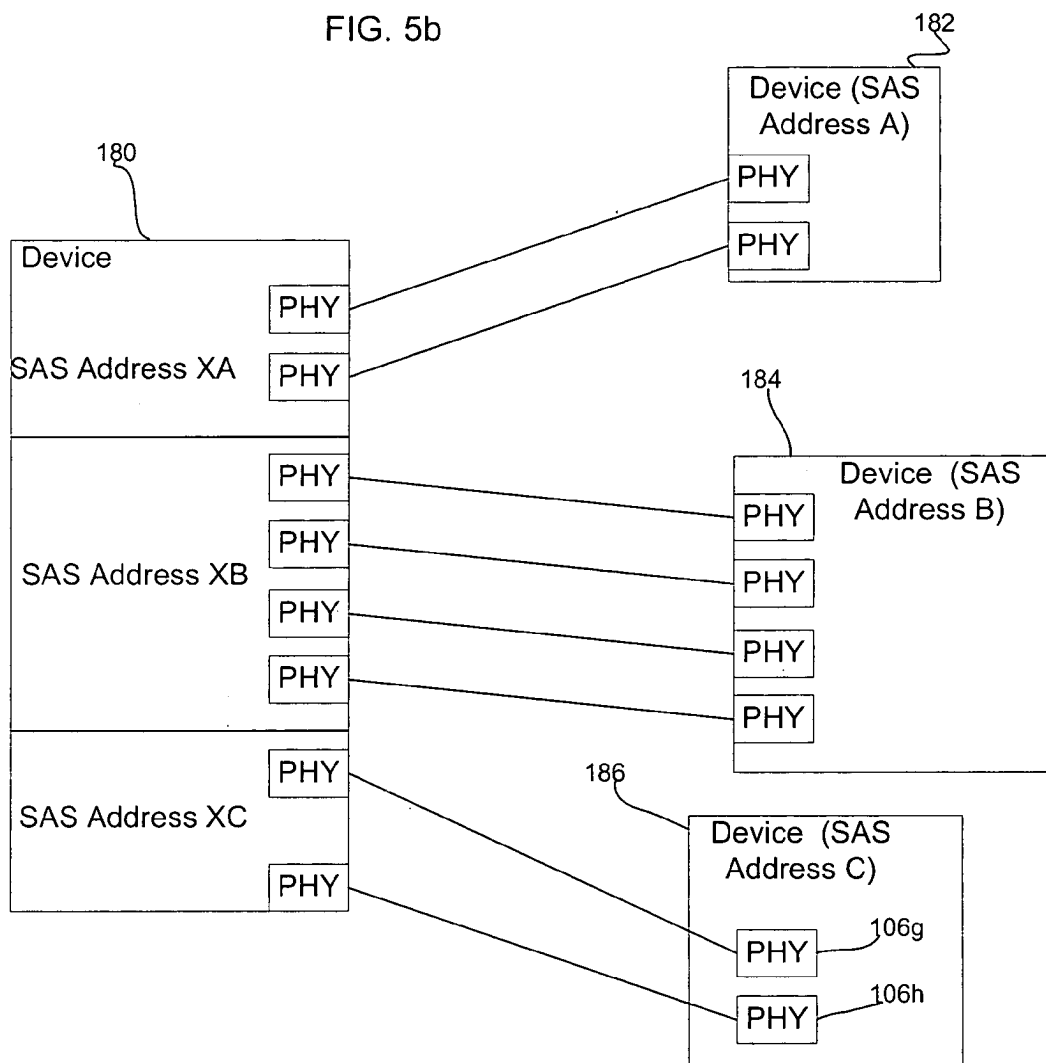 FIG. 5b
182
Device (SAS
Address A)
PHY
PHY
180
Device
PHY
SAS Address XA
PHY
184
Device (SAS
Address B)
PHY
PHY
PHY
PHY
PHY
PHY
SAS Address XB
PHY
PHY
186
Device (SAS
Address C)
PHY
106g
PHY
106h
PHY
SAS Address XC
PHY